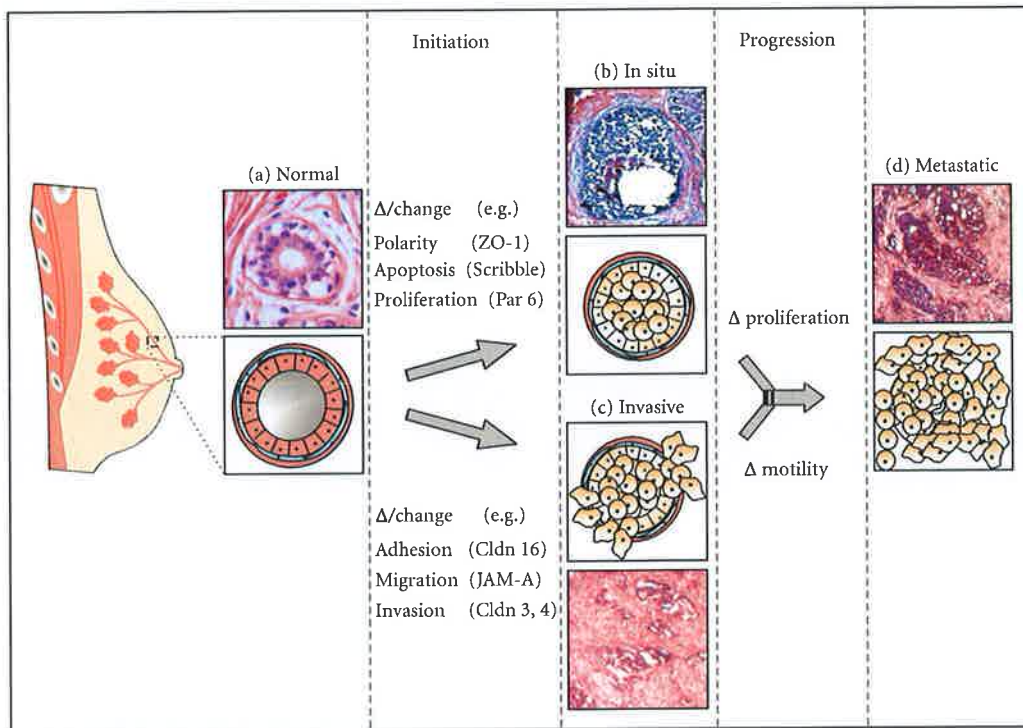 Initiation
Progression
(b) In situ
(a) Normal
(d) Metastatic
Δ/change (e.g.)
Polarity (ZO-1)
Apoptosis (Scribble)
Proliferation (Par 6)
Δ proliferation
(c) Invasive
Δ motility
Δ/change (e.g.)
Adhesion (Cldn 16)
Migration (JAM-A)
Invasion (Cldn 3, 4)